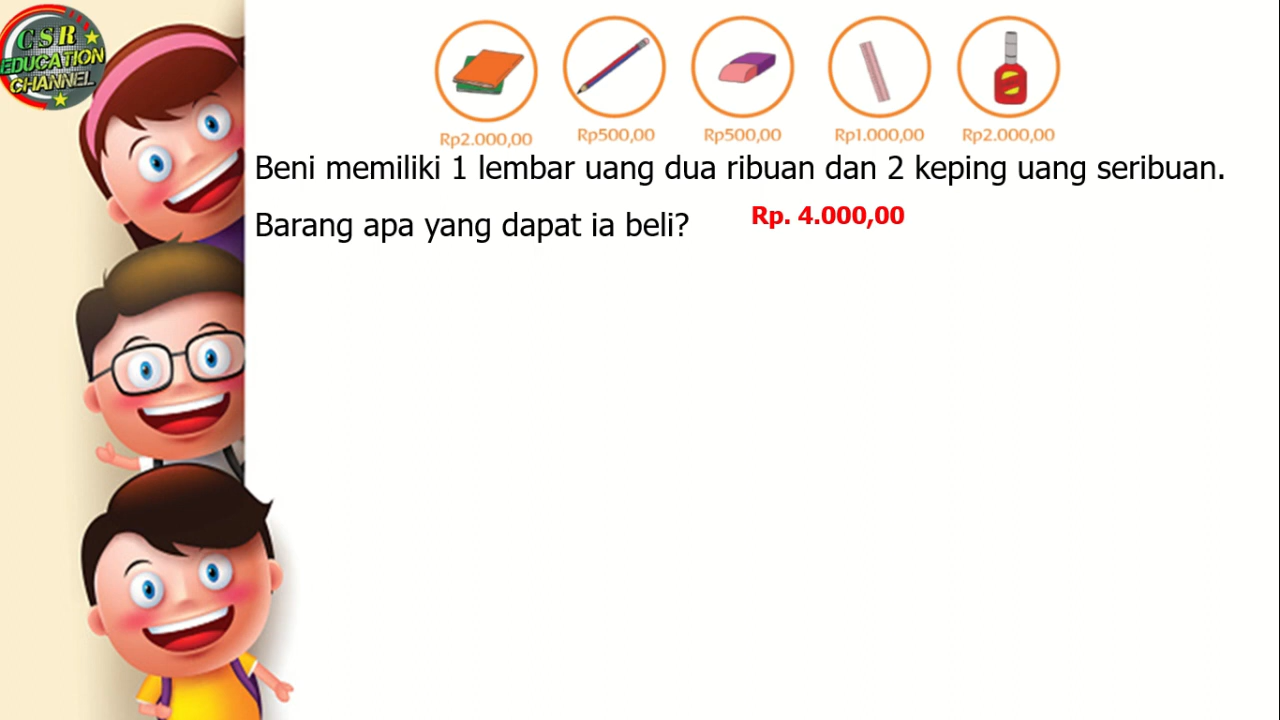 CSR
EDUCATION
CHANNEL
Rp2.000,00 Rp500,00 Rp500,00 Rp1.000,00 Rp2.000,00
Beni memiliki 1 lembar uang dua ribuan dan 2 keping uang seribuan.
Barang apa yang dapat ia beli? Rp. 4.000,00